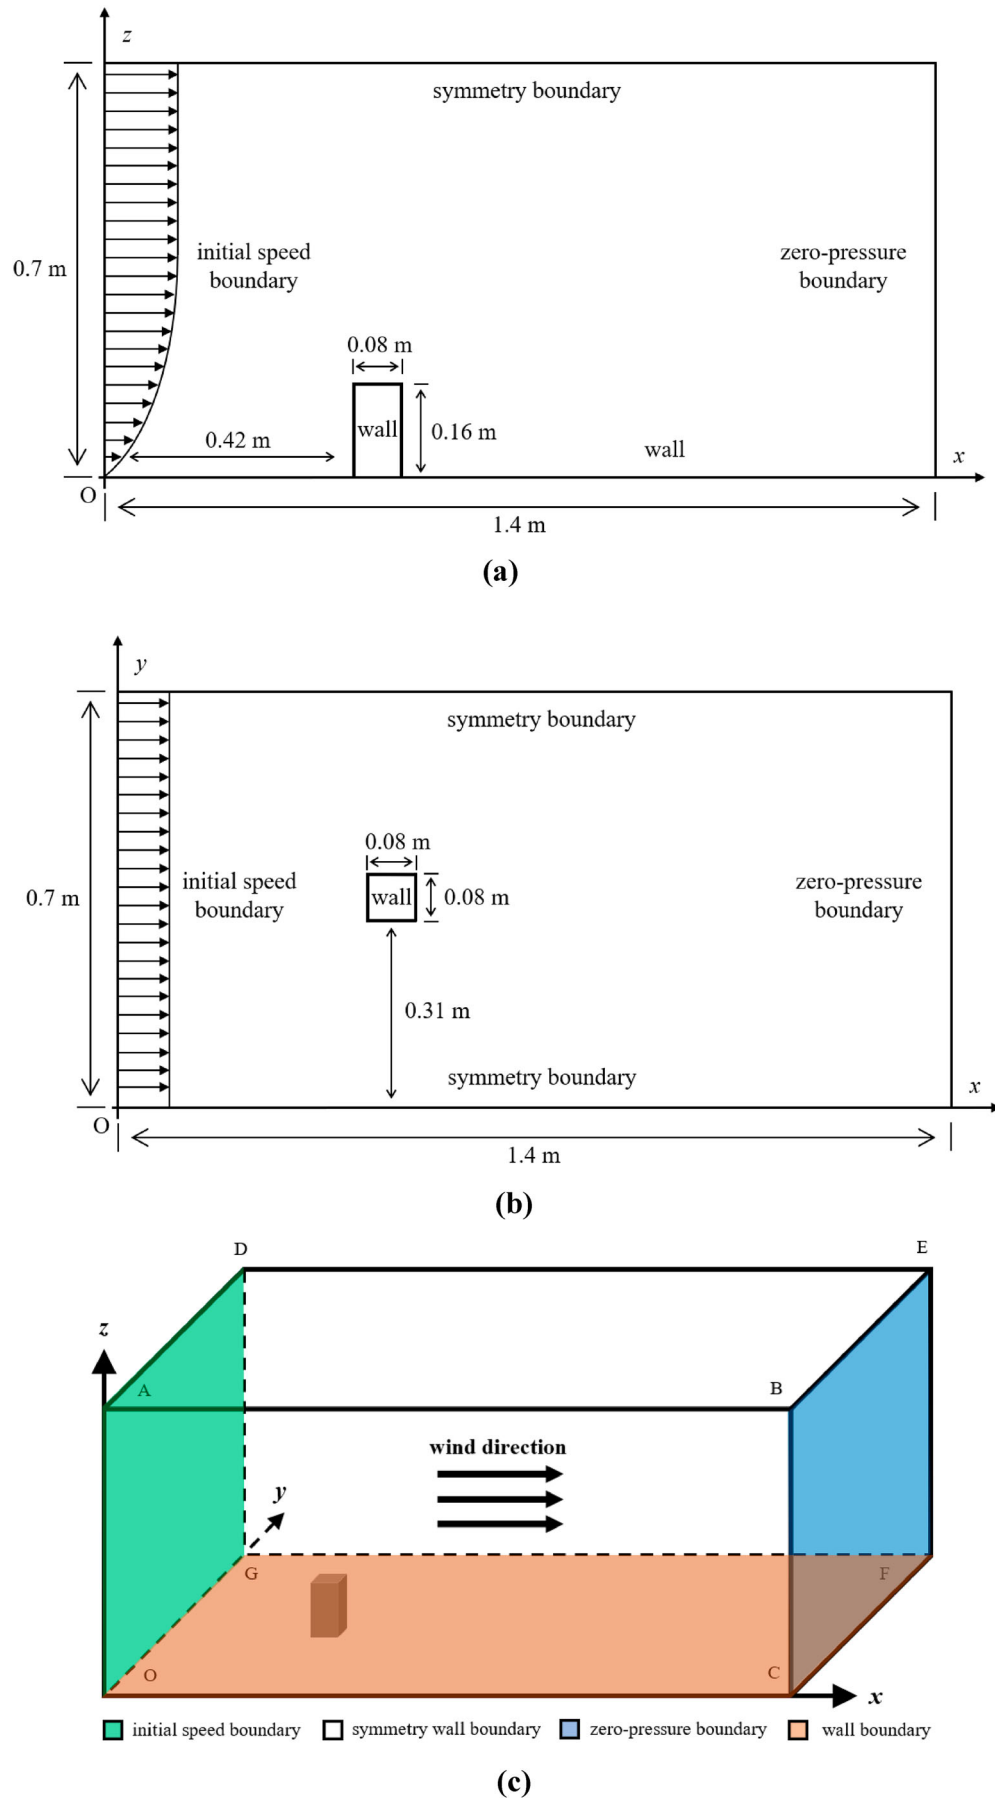 z
symmetry boundary
0.7 m
initial speed
boundary
zero-pressure
boundary
0.08 m
wall
0.16 m
0.42 m
wall
x
O
1.4 m
(a)
y
symmetry boundary
0.08 m
0.7 m
initial speed
boundary
wall
0.08 m
zero-pressure
boundary
0.31 m
symmetry boundary
x
O
1.4 m
(b)
D
E
z
A
B
wind direction
y
G
F
O
C
x
initial speed boundary
symmetry wall boundary
zero-pressure boundary
wall boundary
(c)